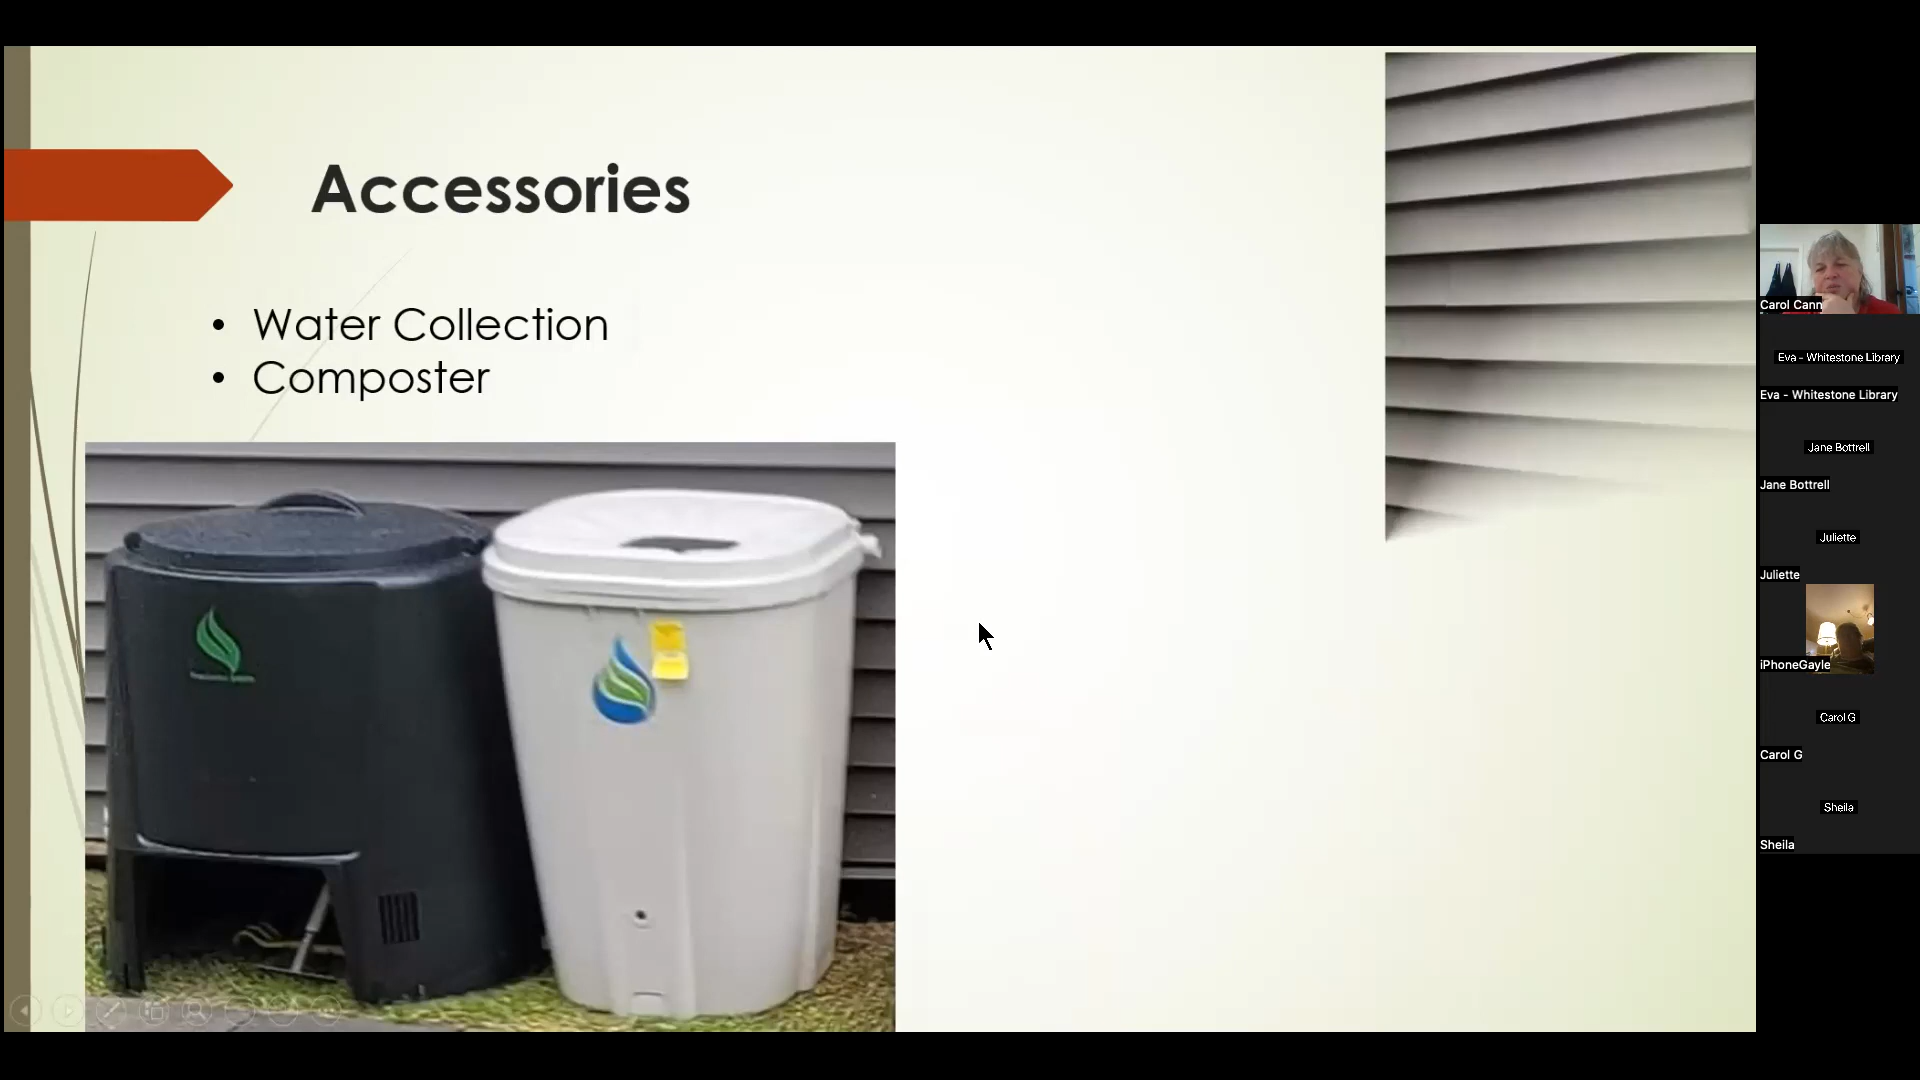 Accessories
• Water Collection
• Composter
Carol Cann
Eva - Whitestone Library
Eva - Whitestone Library
Jane Bottrell
Jane Bottrell
Juliette
Juliette
iPhoneGayle
Carol G
Carol G
Sheila
Sheila